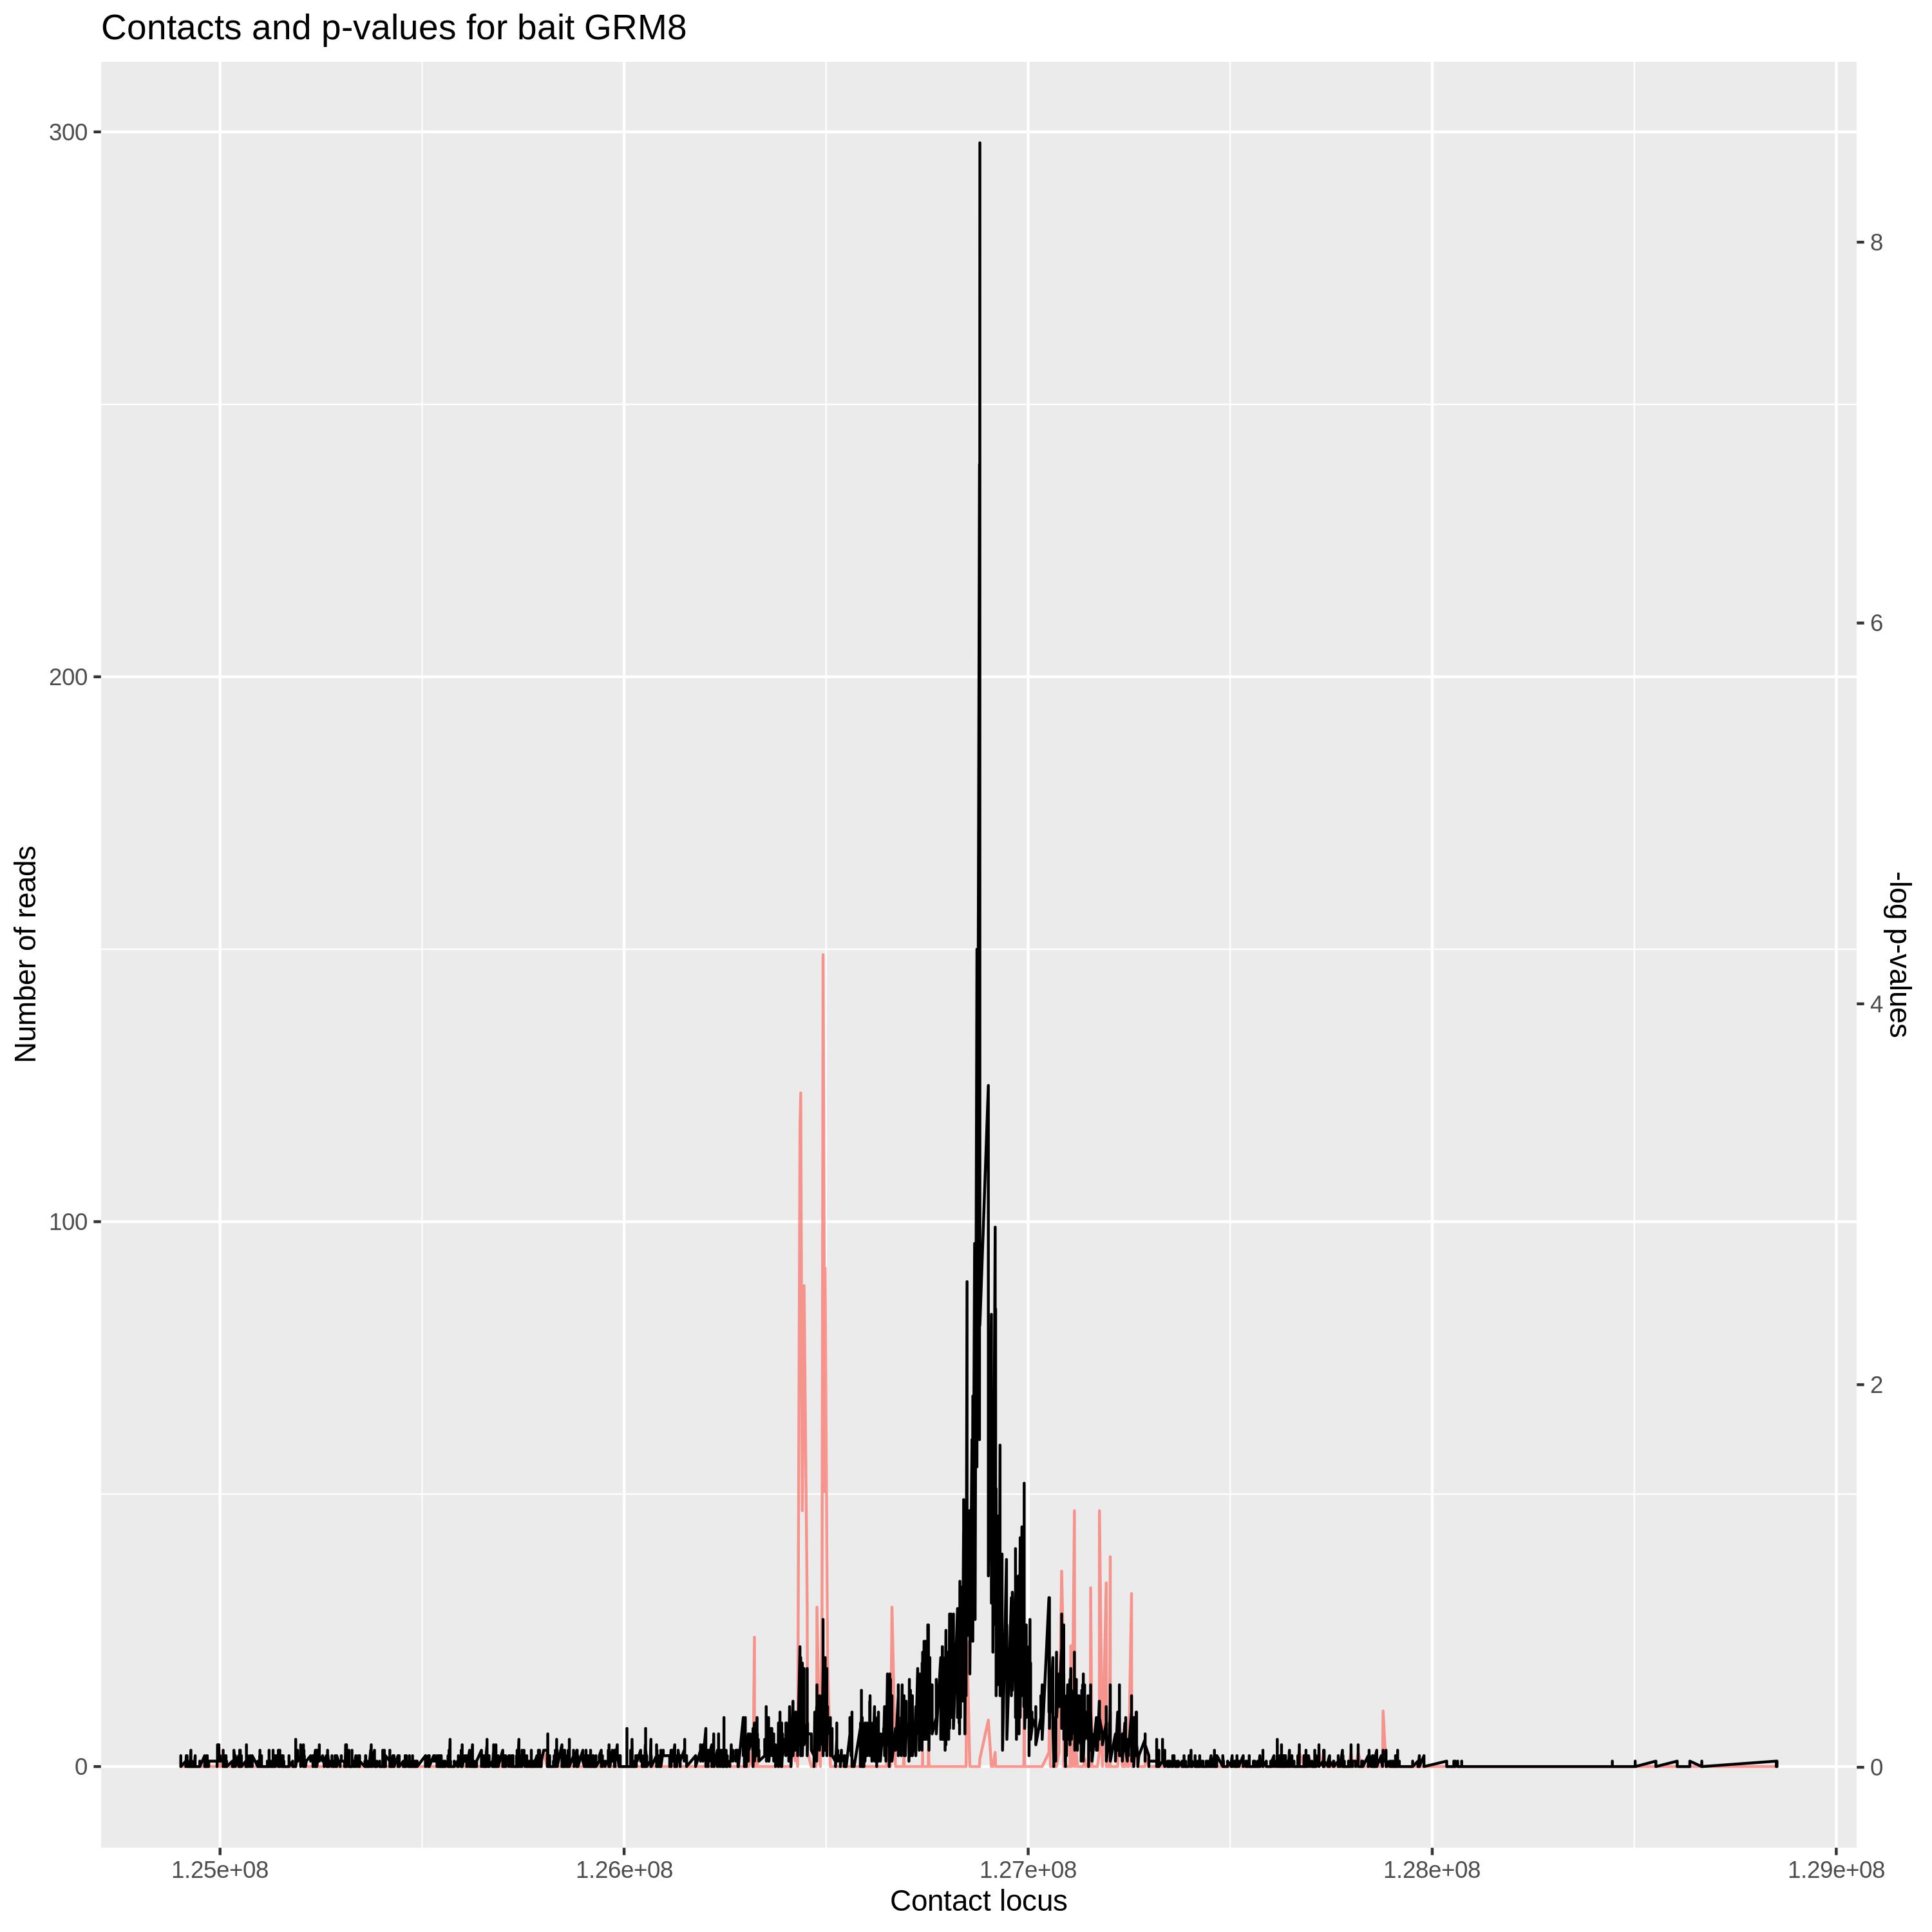 Contacts and p-values for bait GRM8
300
200
100
0
Number of reads
8
6
4
2
0
-log p-values
1.25e+08
1.26e+08
1.27e+08
1.28e+08
1.29e+08
Contact locus